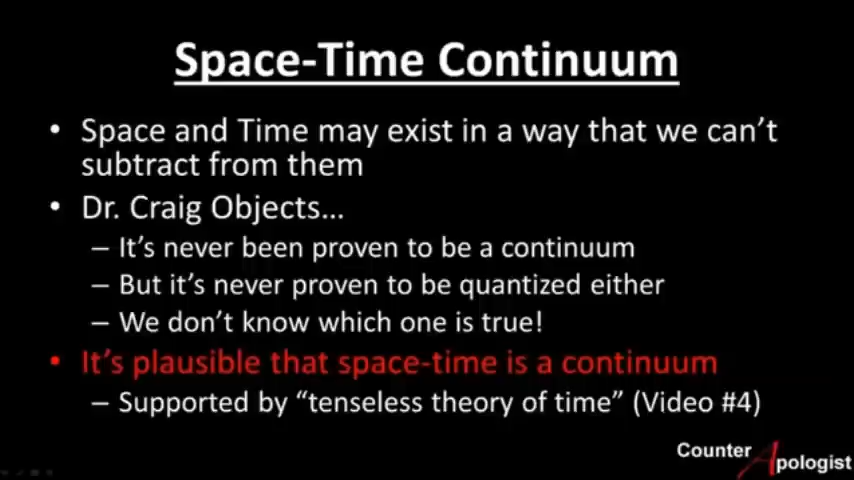 Space-Time Continuum
• Space and Time may exist in a way that we can't
subtract from them
• Dr. Craig Objects...
– It's never been proven to be a continuum
– But it's never proven to be quantized either
– We don't know which one is true!
• It's plausible that space-time is a continuum
– Supported by “tenseless theory of time” (Video #4)
Counter
Apologist